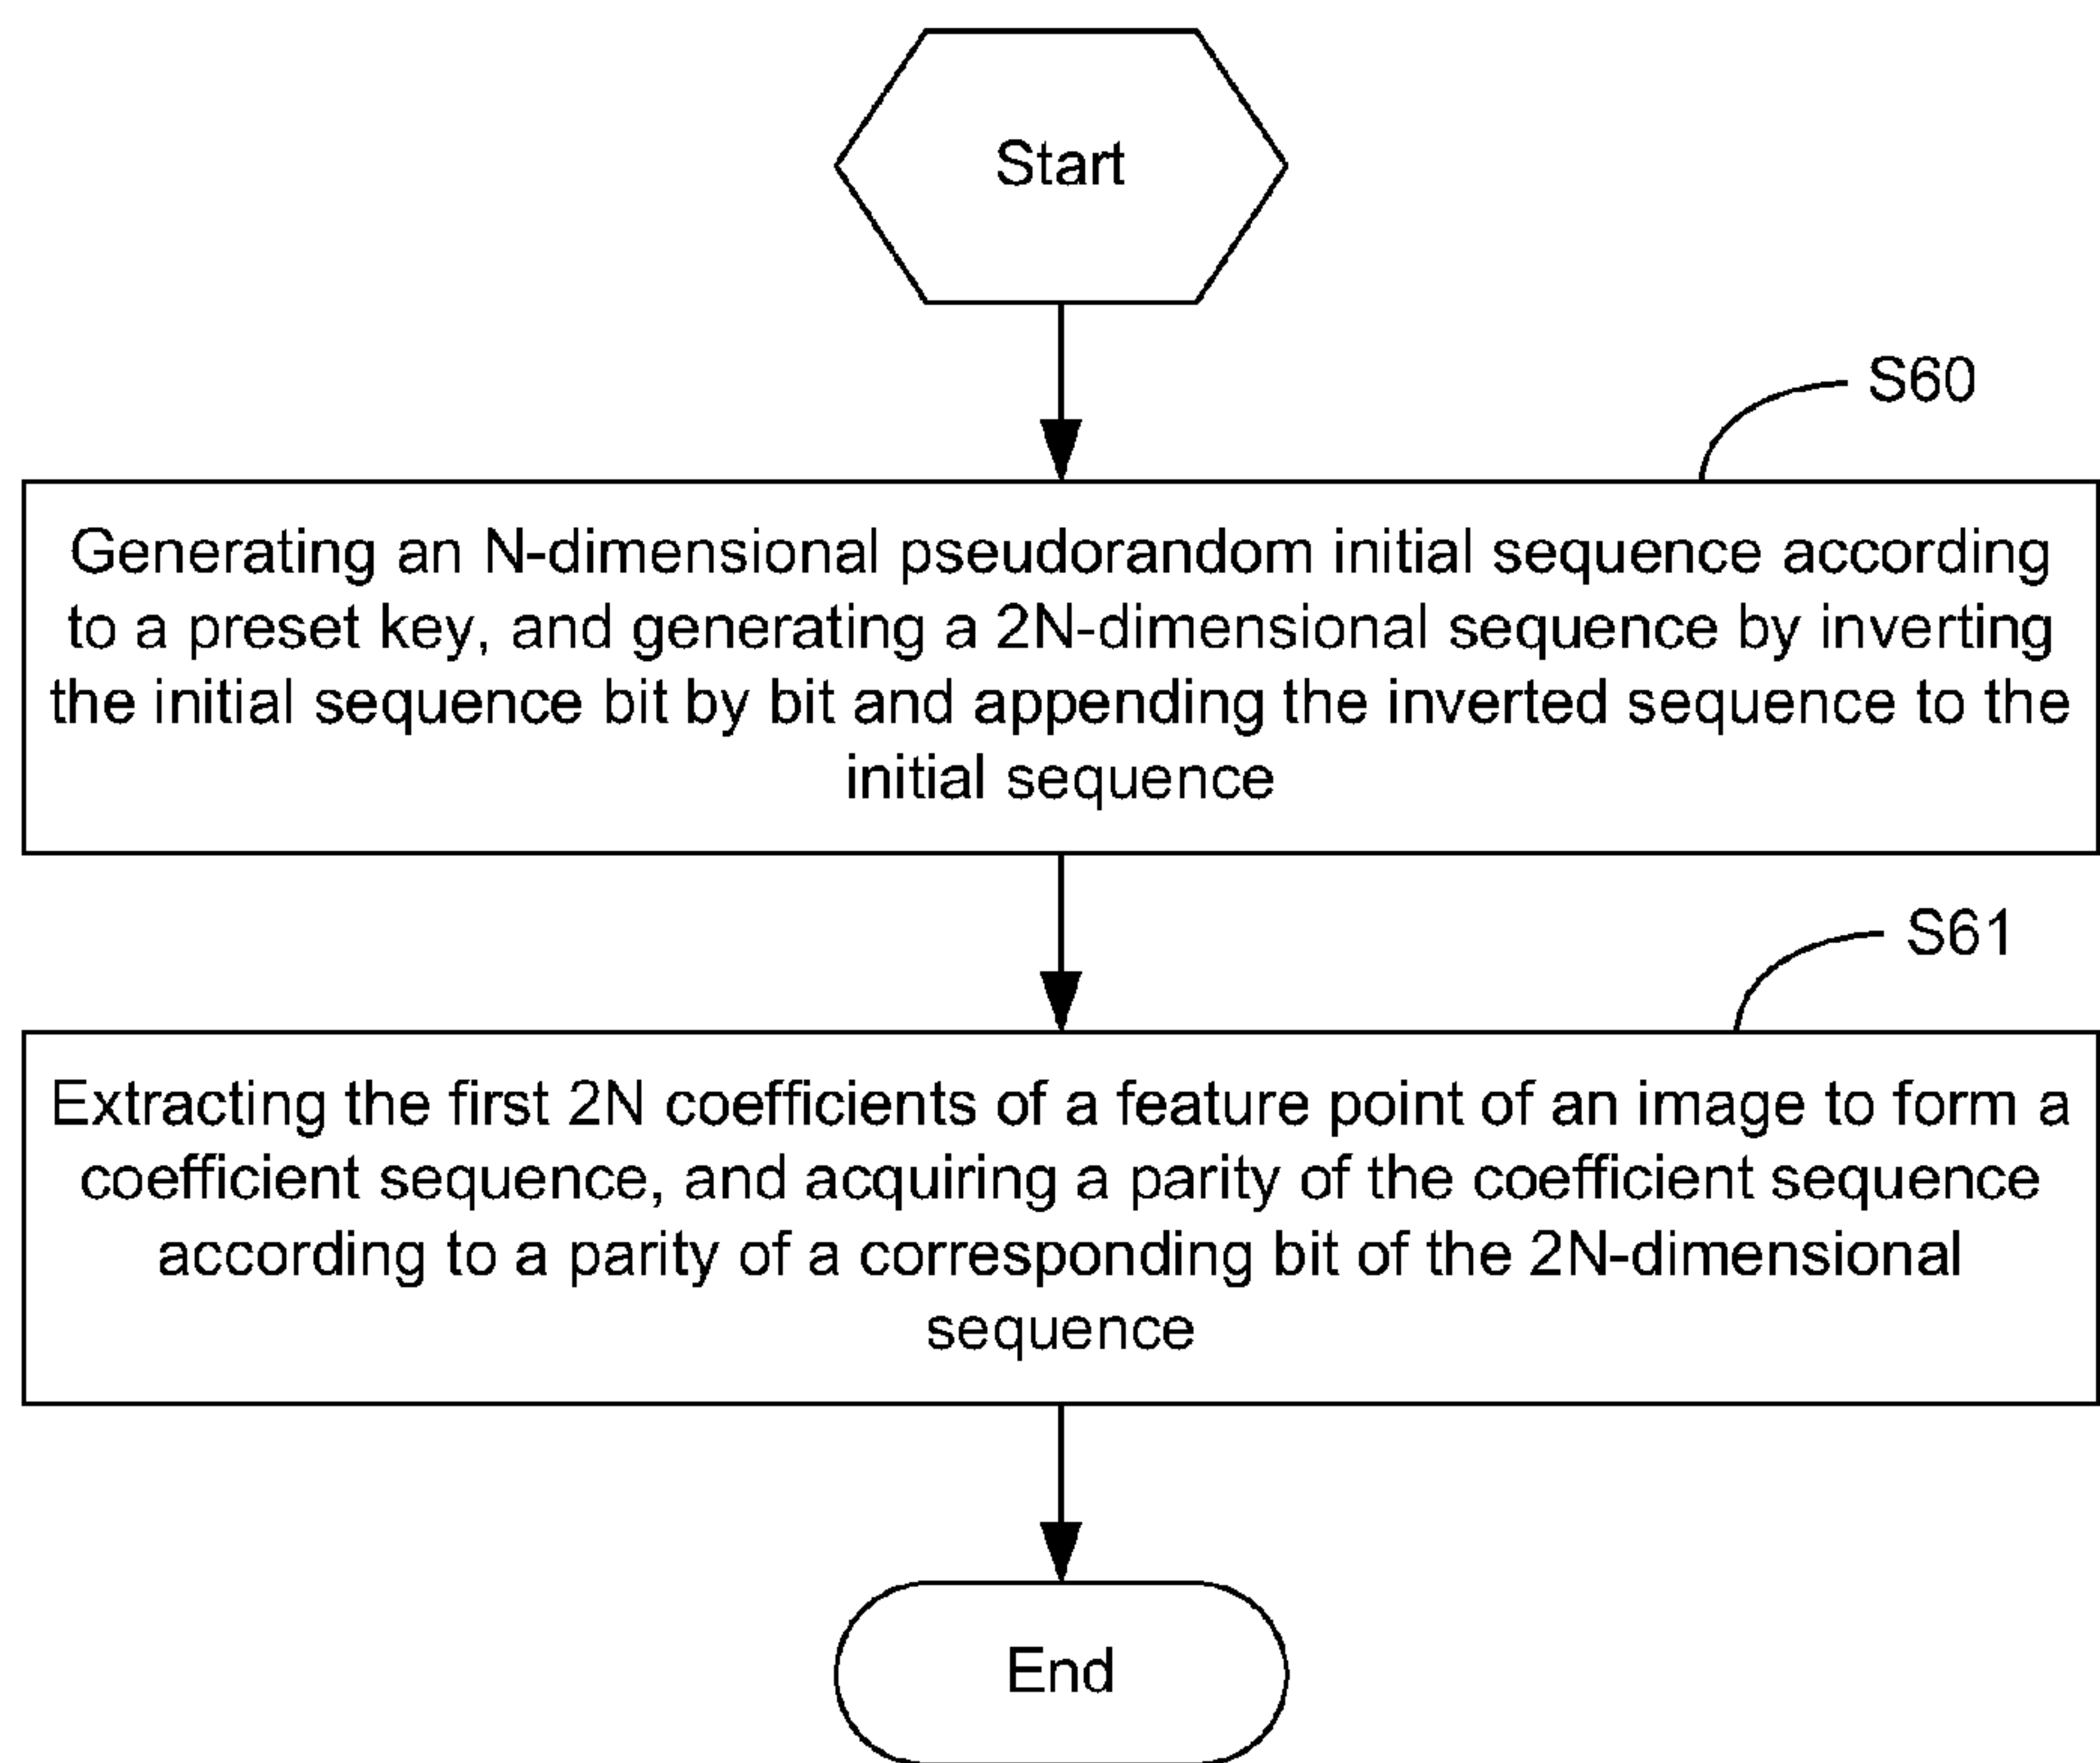 Start
S60
Generating an N-dimensional pseudorandom initial sequence according
to a preset key, and generating a 2N-dimensional sequence by inverting
the initial sequence bit by bit and appending the inverted sequence to the
initial sequence
S61
Extracting the first 2N coefficients of a feature point of an image to form a
coefficient sequence, and acquiring a parity of the coefficient sequence
according to a parity of a corresponding bit of the 2N-dimensional
sequence
End